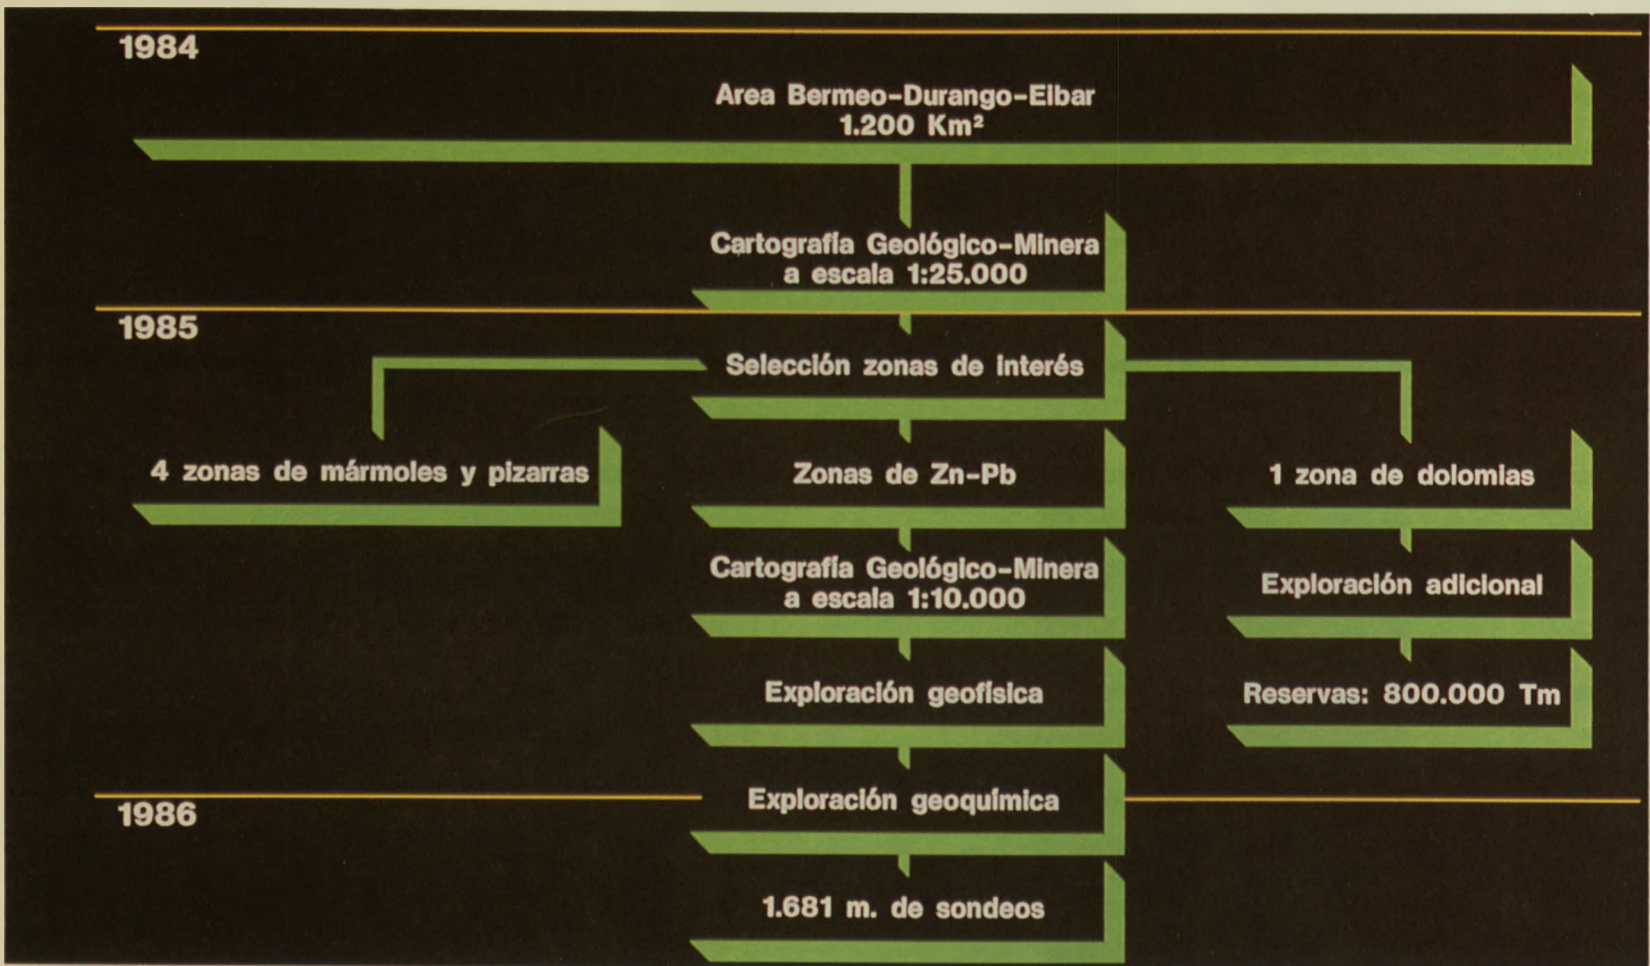 1984
Area Bermeo-Durango-Eibar
1.200 Km²
Cartografía Geológico-Minera
a escala 1:25.000
1985
Selección zonas de interés
4 zonas de mármoles y pizarras
Zonas de Zn-Pb
1 zona de dolomias
Cartografía Geológico-Minera
a escala 1:10.000
Exploración adicional
Exploración geofísica
Reservas: 800.000 Tm
Exploración geoquímica
1986
1.681 m. de sondeos